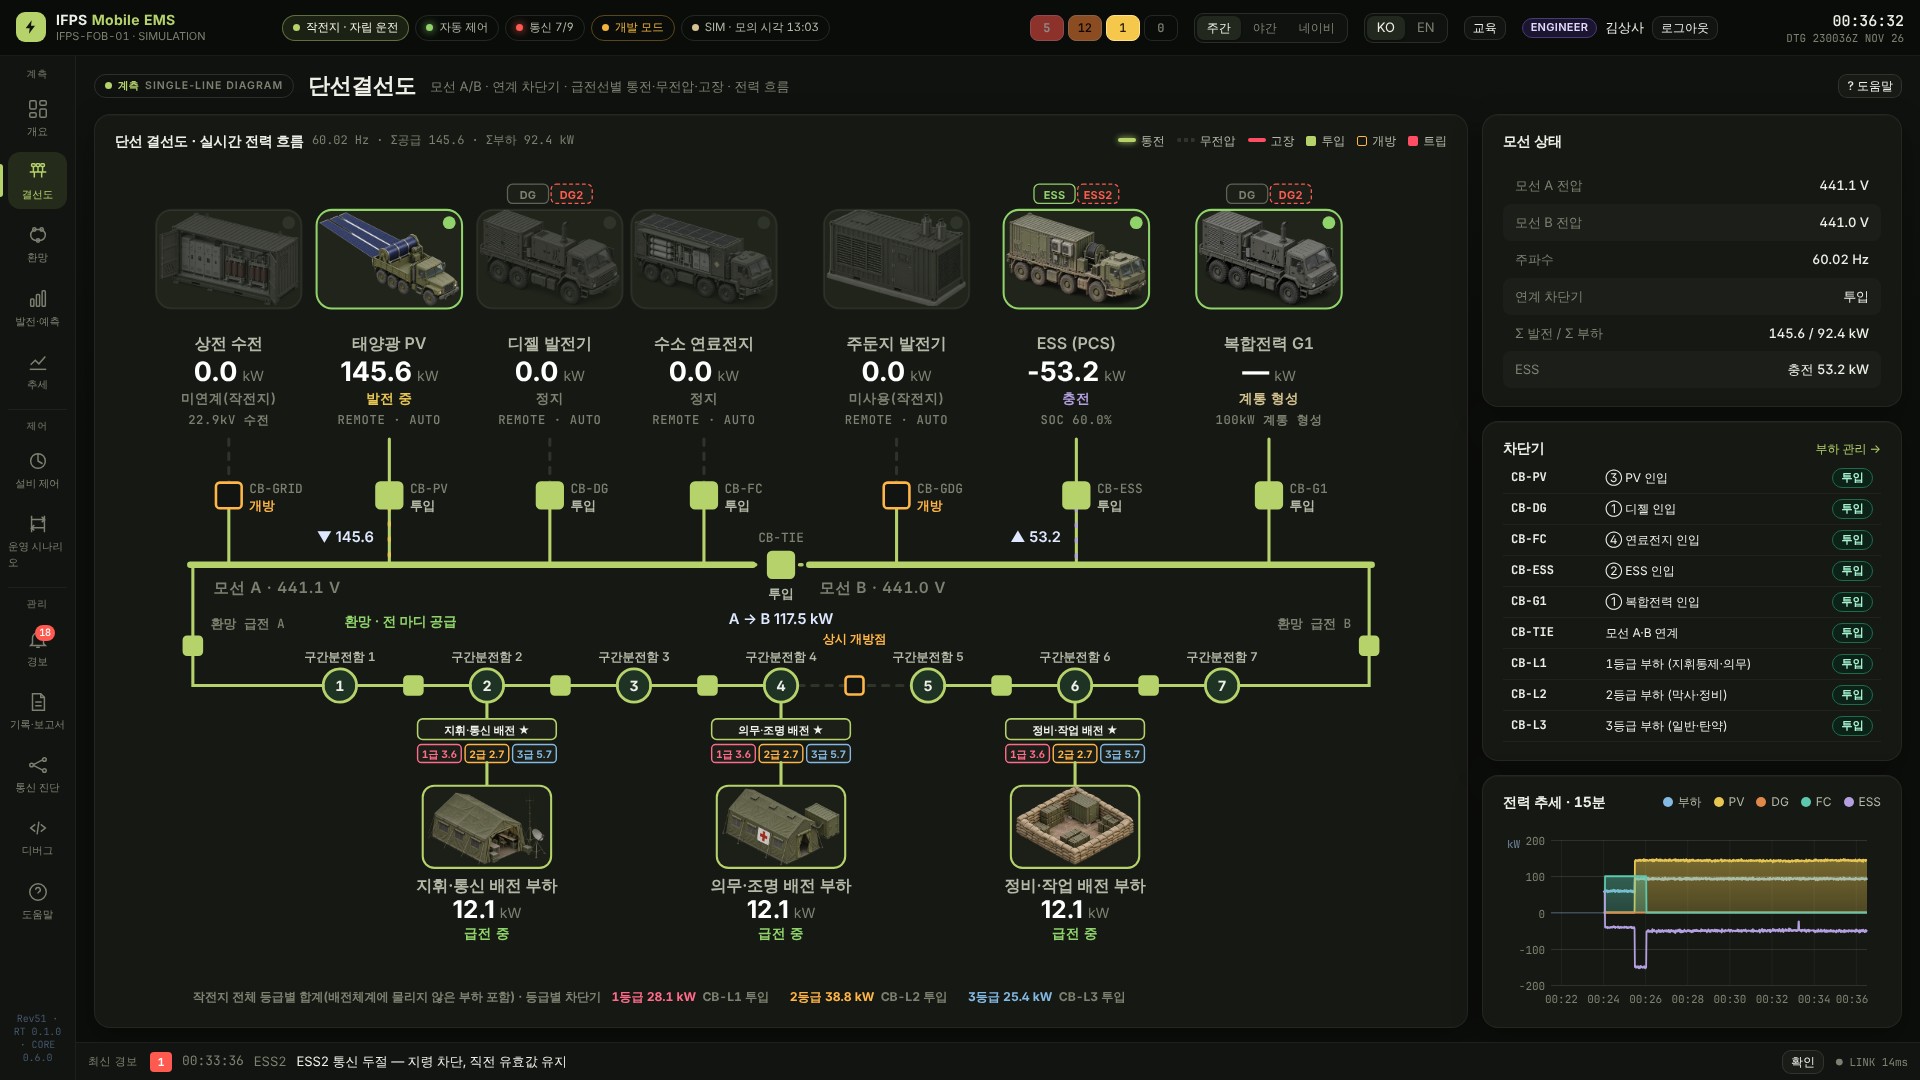 IFPS Mobile EMS
IFPS-FOB-01 · SIMULATION
작전지 · 자립 운전
자동 제어
통신 7/9
개발 모드
SIM · 모의 시각 13:03
5 12 1 0
주간 야간 네이비
KO EN
교육
ENGINEER 김상사 로그아웃
00:36:32
DTG 230036Z NOV 26
계측
개요
결선도
환망
발전·예측
추세
제어
설비 제어
운영 시나리오
관리
18
경보
기록·보고서
통신 진단
디버그
도움말
RevS1 ·
RT 0.1.0
· CORE
0.6.0
계측 SINGLE-LINE DIAGRAM
단선결선도
모선 A/B · 연계 차단기 · 급전선별 통전·무전압·고장 · 전력 흐름
? 도움말
단선 결선도 · 실시간 전력 흐름 60.02 Hz · Σ공급 145.6 · Σ부하 92.4 kW
통전 무전압 고장 투입 개방 트립
DG DG2
ESS ESS2
DG DG2
상전 수전
0.0 kW
미연계(작전지)
22.9kV 수전
태양광 PV
145.6 kW
발전 중
REMOTE · AUTO
디젤 발전기
0.0 kW
정지
REMOTE · AUTO
수소 연료전지
0.0 kW
정지
REMOTE · AUTO
주둔지 발전기
0.0 kW
미사용(작전지)
REMOTE · AUTO
ESS (PCS)
-53.2 kW
충전
SOC 60.0%
복합전력 G1
— kW
계통 형성
100kW 계통 형성
CB-GRID
개방
CB-PV
투입
CB-DG
투입
CB-FC
투입
CB-GDG
개방
CB-ESS
투입
CB-G1
투입
▼ 145.6
▲ 53.2
CB-TIE
투입
모선 A · 441.1 V
모선 B · 441.0 V
환망 급전 A
환망 · 전 마디 공급
A → B 117.5 kW
상시 개방점
환망 급전 B
구간분전함 1
구간분전함 2
구간분전함 3
구간분전함 4
구간분전함 5
구간분전함 6
구간분전함 7
1 2 3 4 5 6 7
지휘·통신 배전 ★
1급 3.6 2급 2.7 3급 5.7
지휘·통신 배전 부하
12.1 kW
급전 중
의무·조명 배전 ★
1급 3.6 2급 2.7 3급 5.7
의무·조명 배전 부하
12.1 kW
급전 중
정비·작업 배전 ★
1급 3.6 2급 2.7 3급 5.7
정비·작업 배전 부하
12.1 kW
급전 중
작전지 전체 등급별 합계(배전체계에 물리지 않은 부하 포함) · 등급별 차단기 1등급 28.1 kW CB-L1 투입 2등급 38.8 kW CB-L2 투입 3등급 25.4 kW CB-L3 투입
모선 상태
모선 A 전압 441.1 V
모선 B 전압 441.0 V
주파수 60.02 Hz
연계 차단기 투입
Σ 발전 / Σ 부하 145.6 / 92.4 kW
ESS 충전 53.2 kW
차단기 부하 관리 →
CB-PV ③ PV 인입 투입
CB-DG ① 디젤 인입 투입
CB-FC ④ 연료전지 인입 투입
CB-ESS ② ESS 인입 투입
CB-G1 ① 복합전력 인입 투입
CB-TIE 모선 A·B 연계 투입
CB-L1 1등급 부하 (지휘통제·의무) 투입
CB-L2 2등급 부하 (막사·정비) 투입
CB-L3 3등급 부하 (일반·탄약) 투입
전력 추세 · 15분
부하 PV DG FC ESS
kW 200
100
0
-100
-200
00:22 00:24 00:26 00:28 00:30 00:32 00:34 00:36
최신 경보 1 00:33:36 ESS2 ESS2 통신 두절 — 지령 차단, 직전 유효값 유지
확인
LINK 14ms